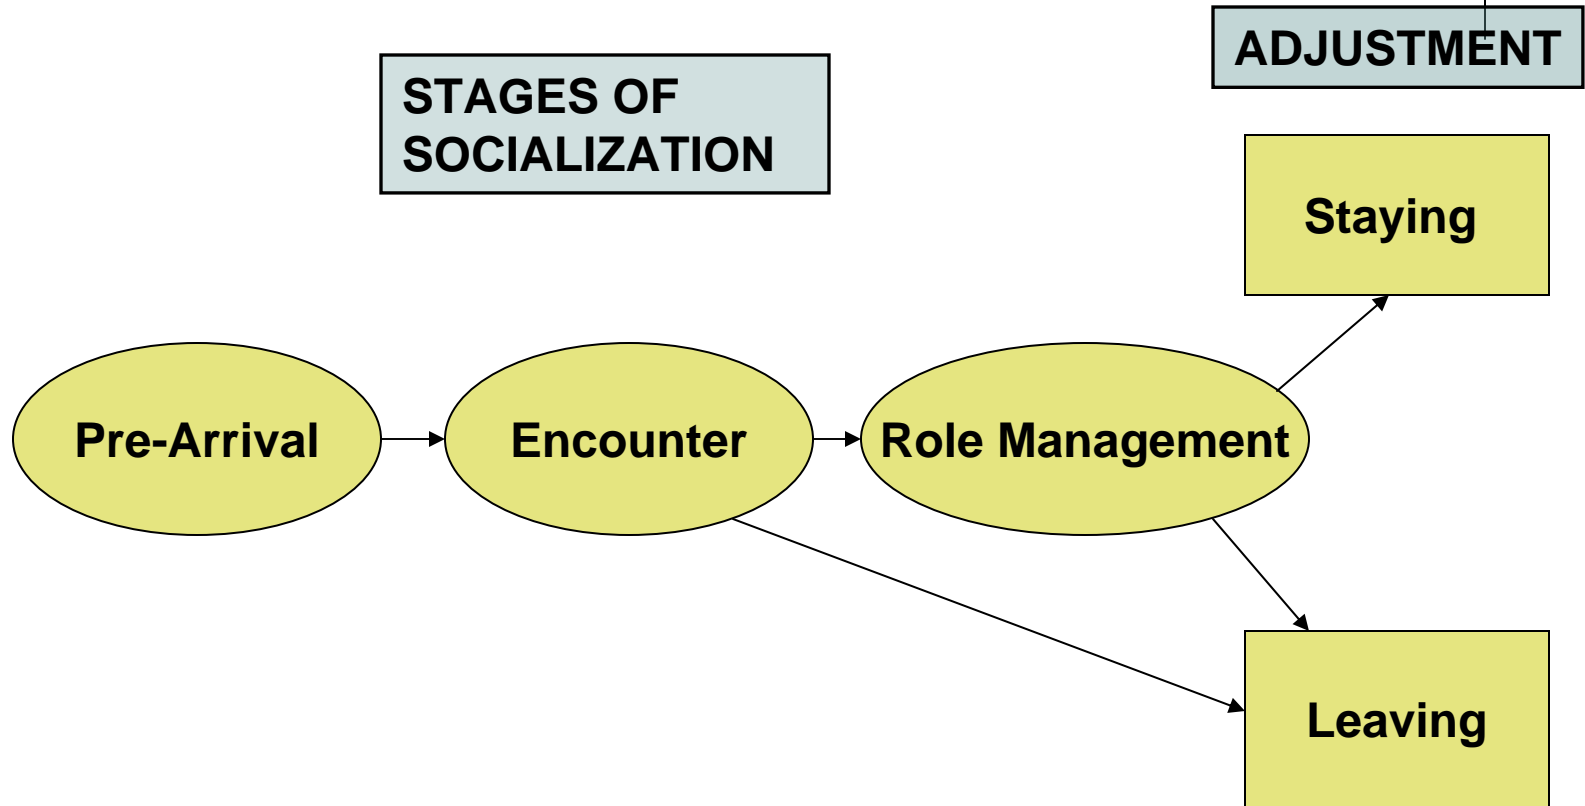 ADJUSTMENT
STAGES OF
SOCIALIZATION
Staying
Pre-Arrival
Encounter
Role Management
Leaving